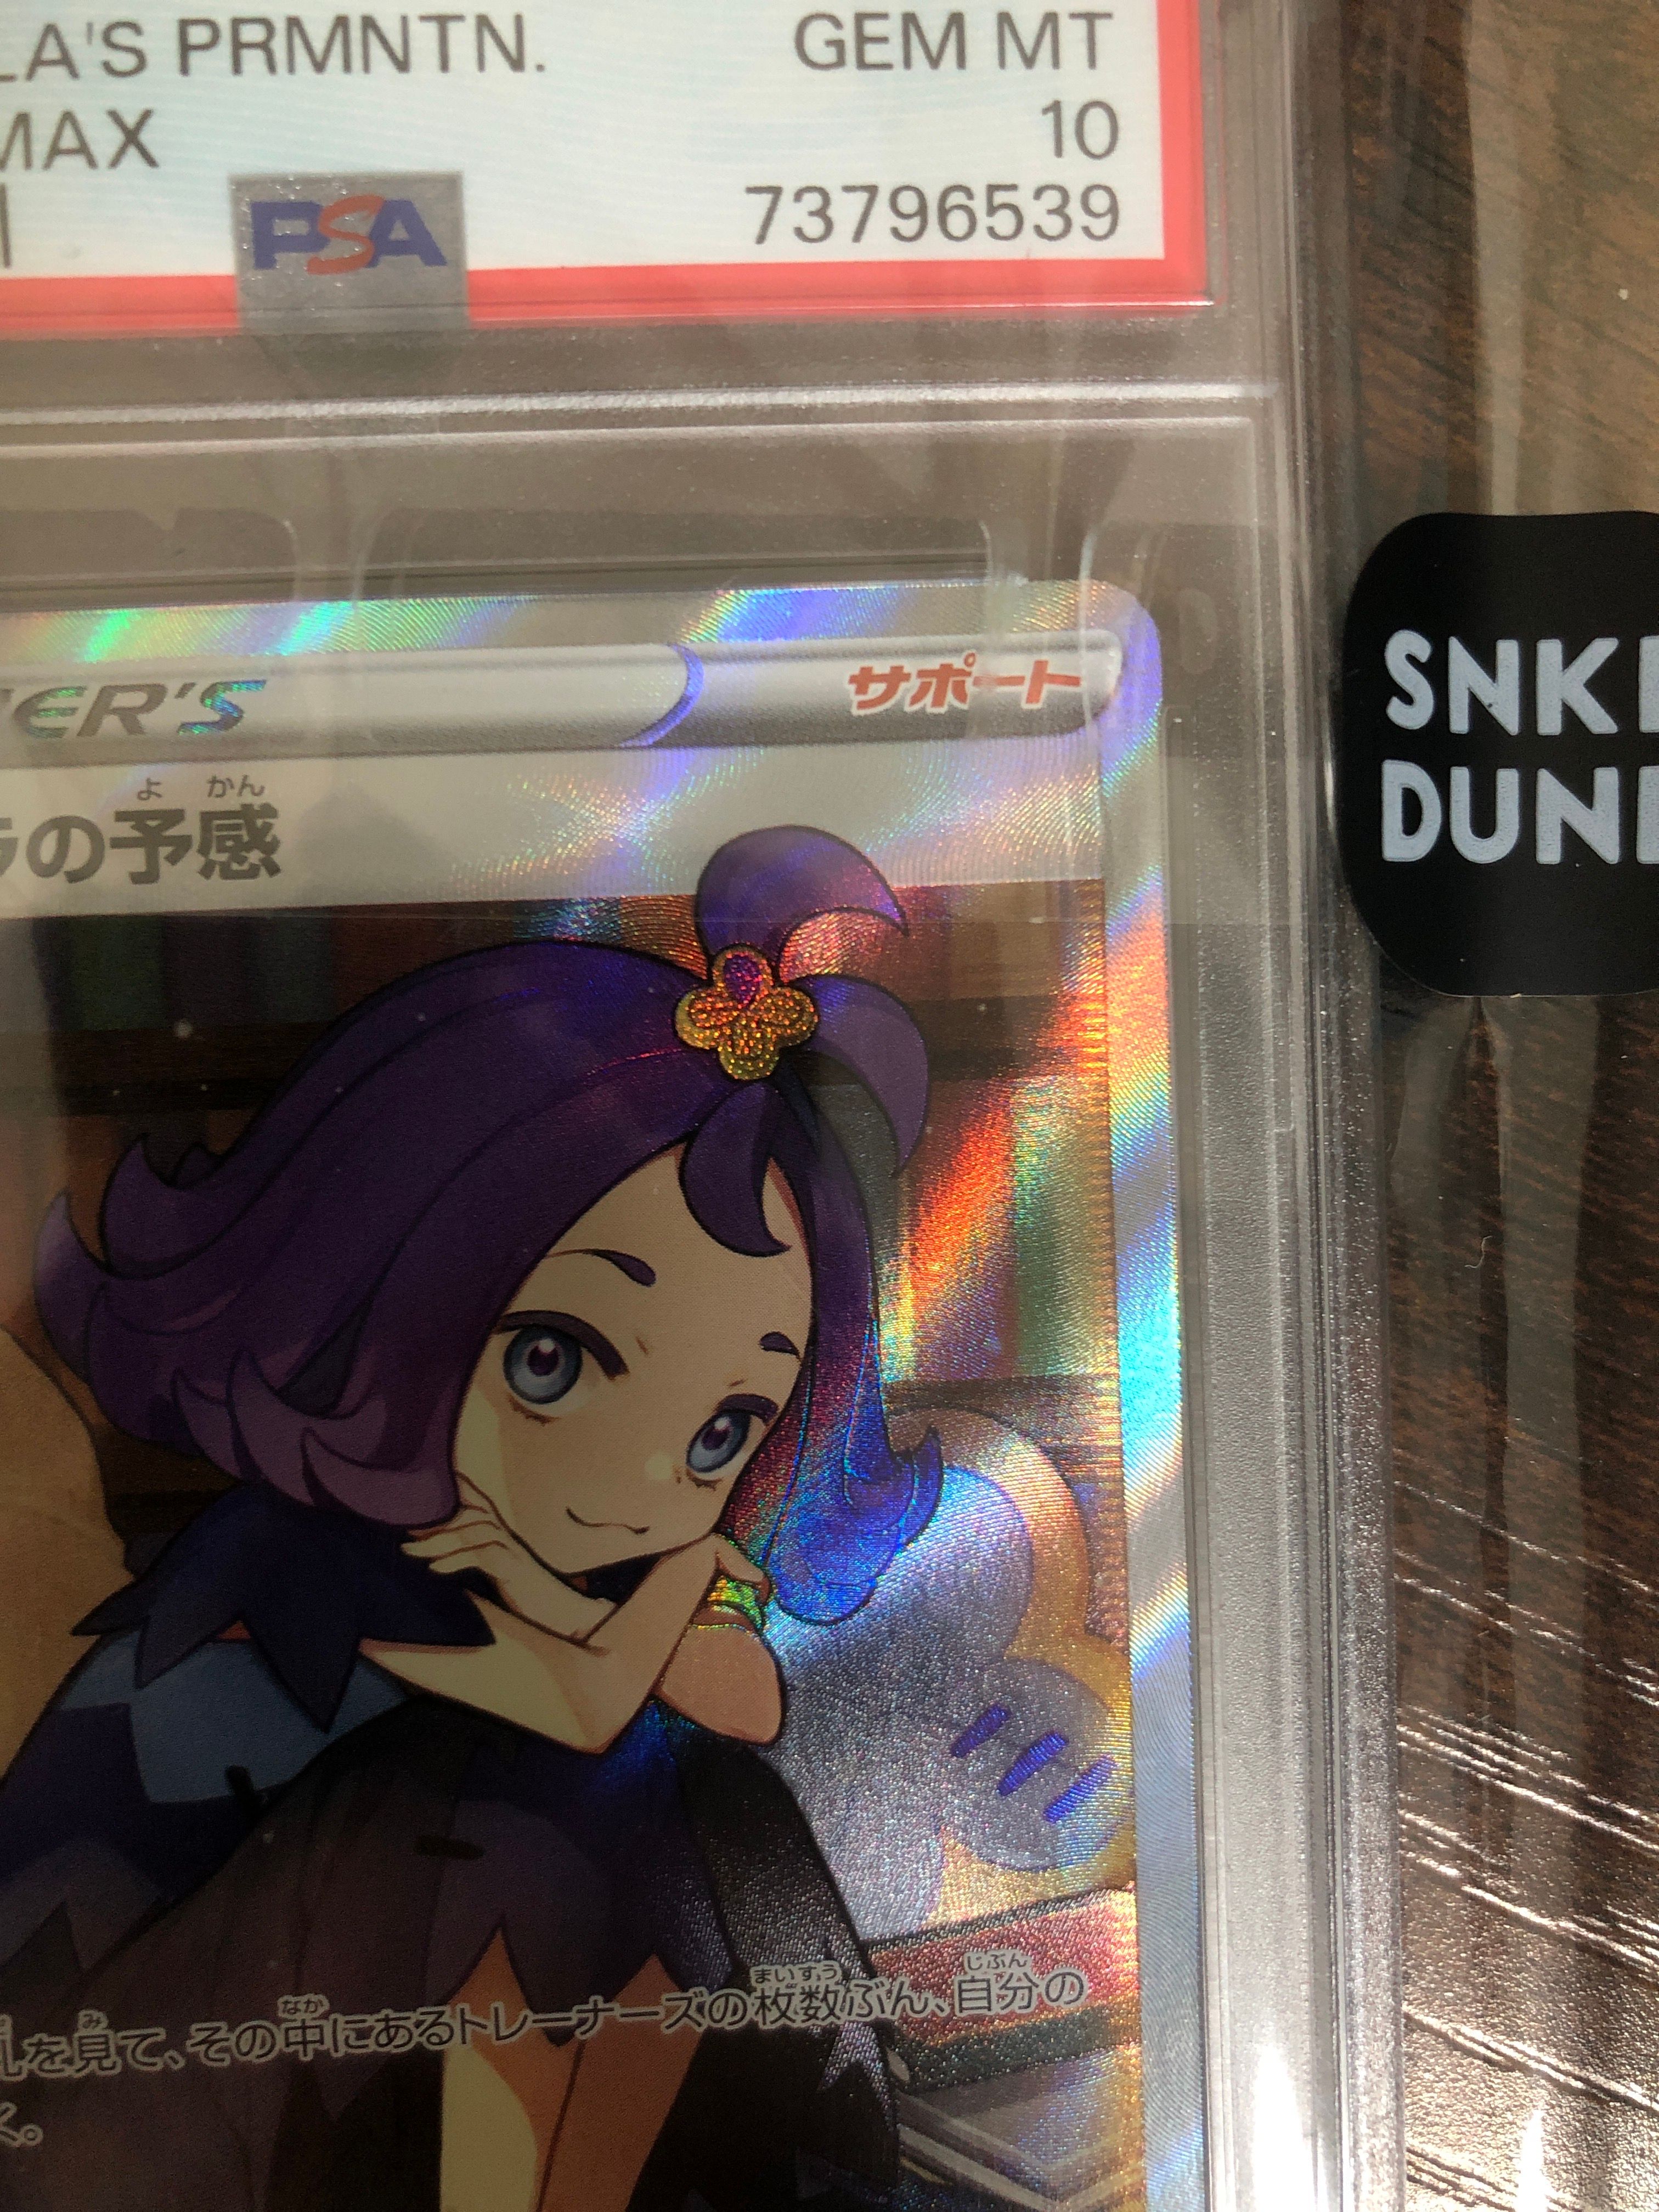 LA'S PRMNTN. GEM MT
MAX 10
PSA 73796539
SNK
DUN
ER'S サポート
よ かん
の予感
まいすう じぶん
なか
み
を見て、その中にあるトレーナーズの枚数ぶん、自分の
く。